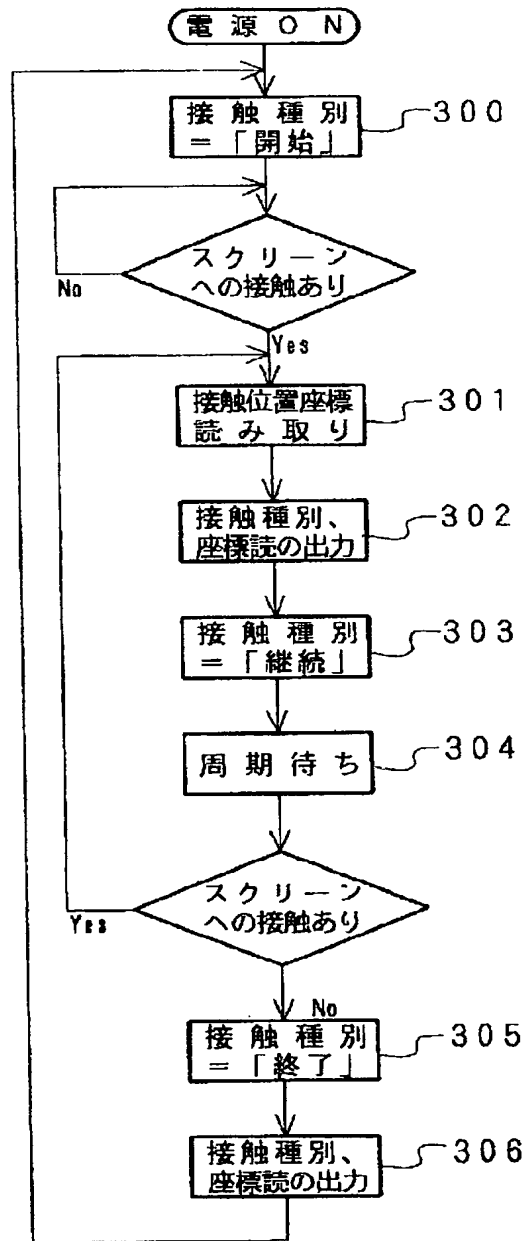 電源ON
接触種別
=「開始」
300
スクリーン
への接触あり
No
Yes
接触位置座標
読み取り
301
接触種別、
座標読の出力
302
接触種別
=「継続」
303
周期待ち
304
スクリーン
への接触あり
Yes
No
接触種別
=「終了」
305
接触種別、
座標読の出力
306